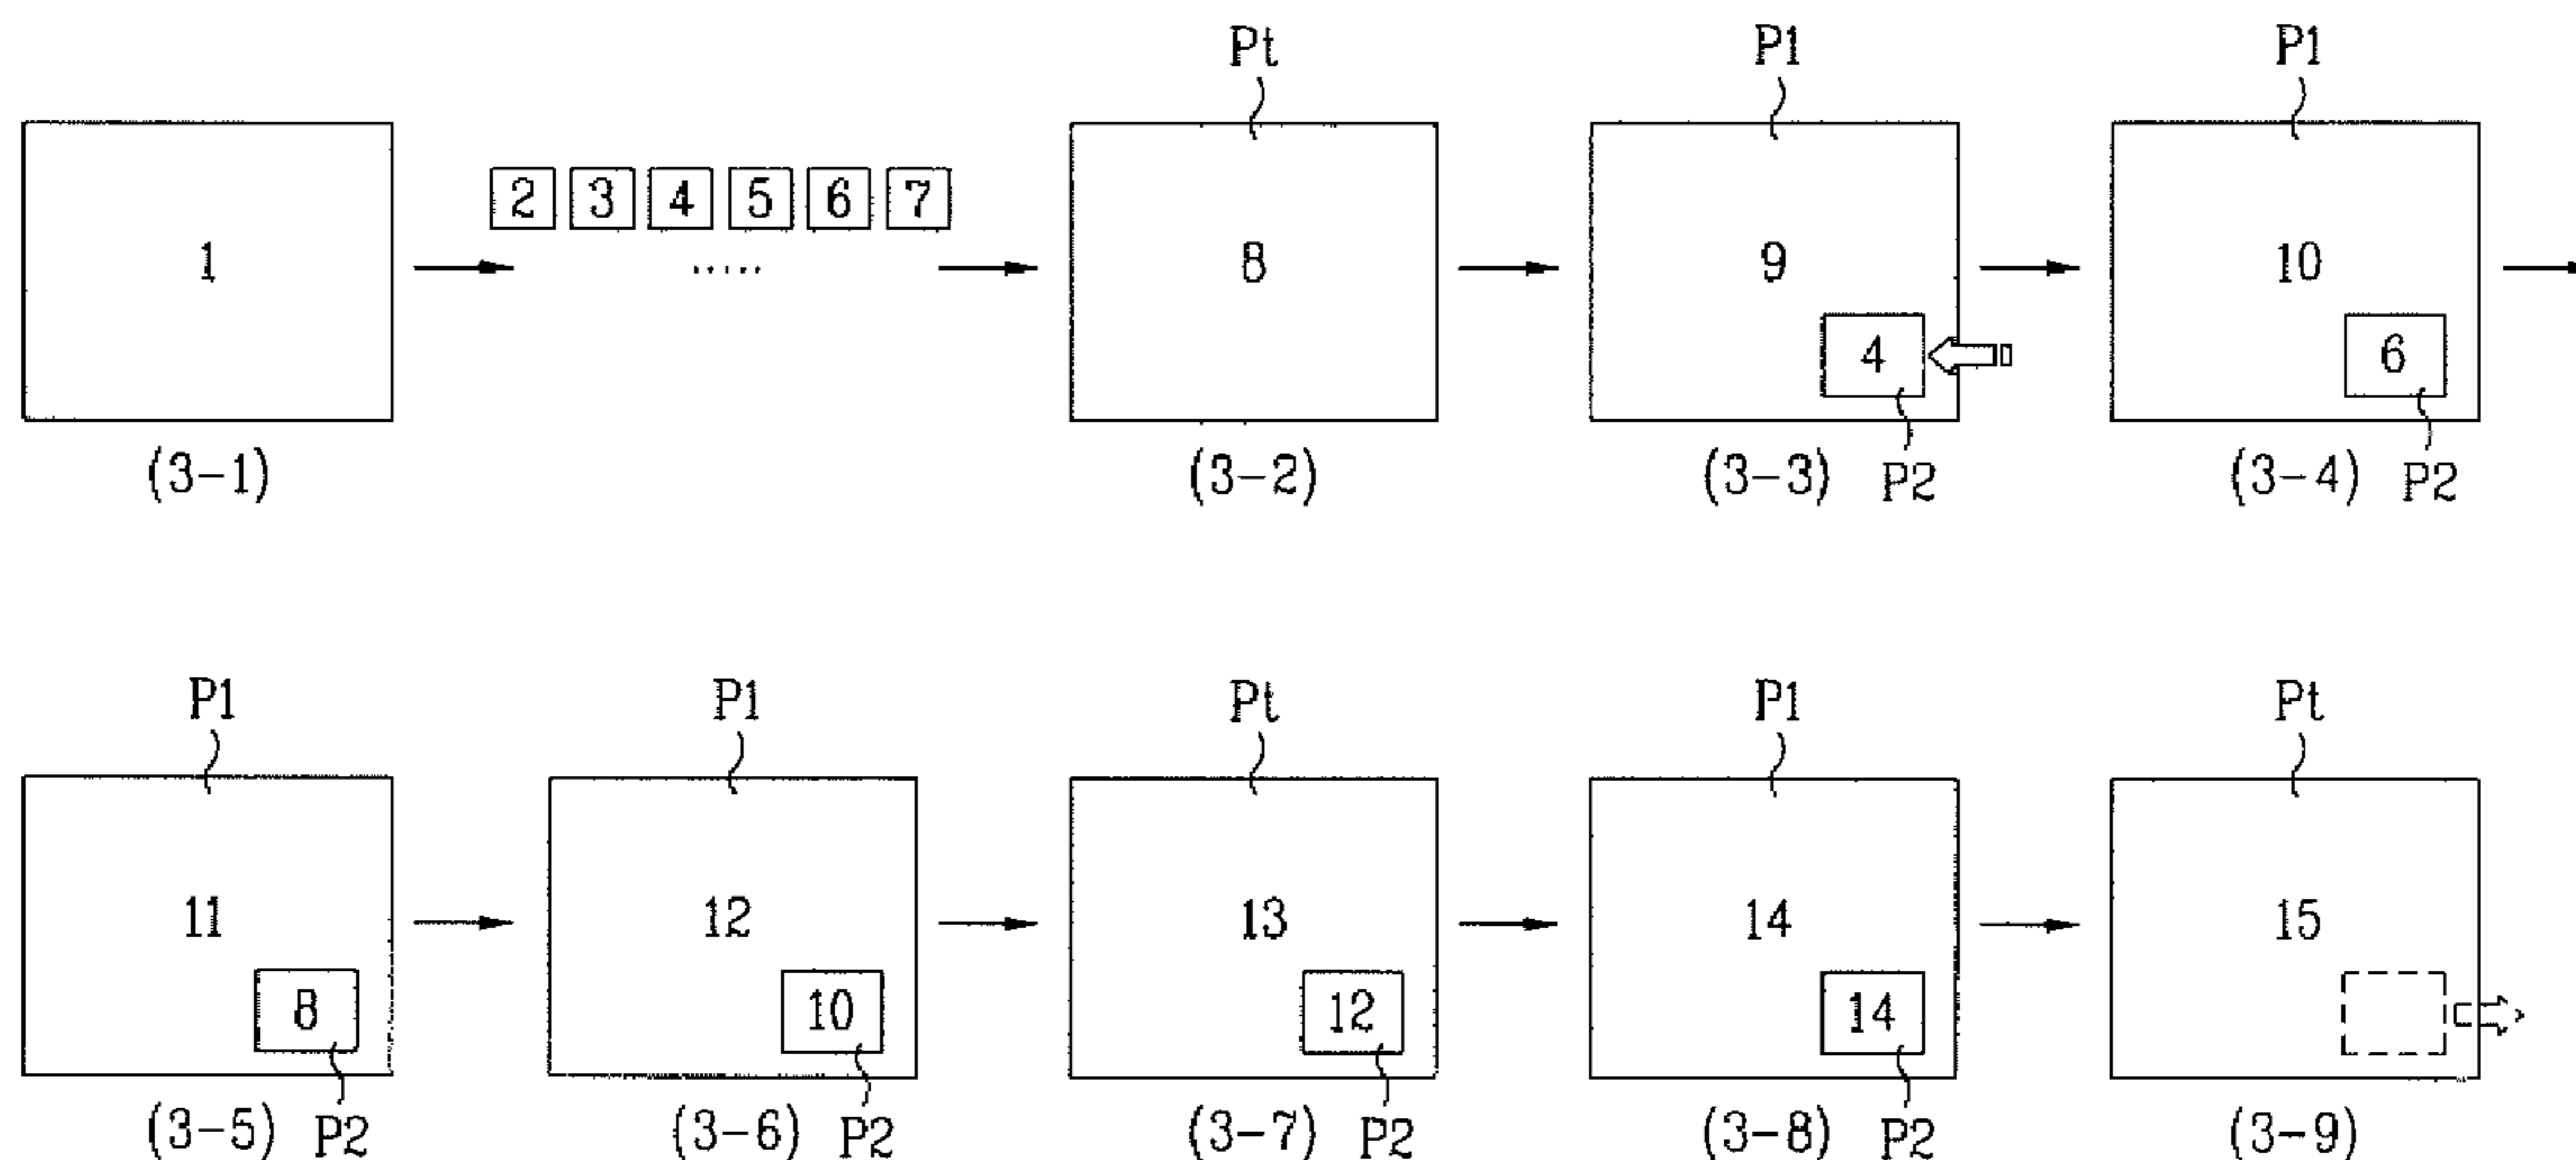 Pt P1 P1
1 2 3 4 5 6 7 ..... 8 9 10
4 6
(3-1) (3-2) (3-3) P2 (3-4) P2
P1 P1 Pt P1 Pt
11 12 13 14 15
8 10 12 14
(3-5) P2 (3-6) P2 (3-7) P2 (3-8) P2 (3-9)